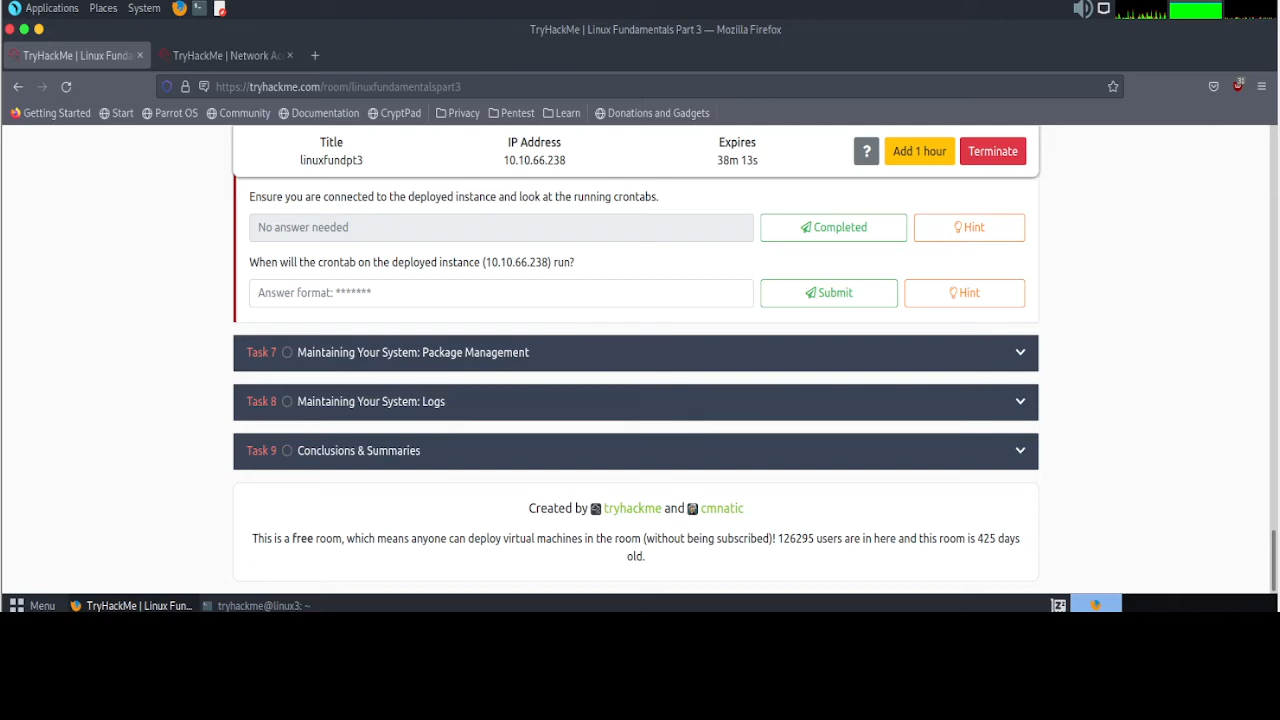 Applications Places System
TryHackMe | Linux Fundamentals Part 3 — Mozilla Firefox
TryHackMe | Linux Funda × TryHackMe | Network Ac × +
https://tryhackme.com/room/linuxfundamentalspart3
31
Getting Started Start Parrot OS Community Documentation CryptPad Privacy Pentest Learn Donations and Gadgets
Title IP Address Expires
linuxfundpt3 10.10.66.238 38m 13s
? Add 1 hour Terminate
Ensure you are connected to the deployed instance and look at the running crontabs.
No answer needed Completed Hint
When will the crontab on the deployed instance (10.10.66.238) run?
Answer format: ******* Submit Hint
Task 7 Maintaining Your System: Package Management
Task 8 Maintaining Your System: Logs
Task 9 Conclusions & Summaries
Created by tryhackme and cmnatic
This is a free room, which means anyone can deploy virtual machines in the room (without being subscribed)! 126295 users are in here and this room is 425 days
old.
Menu TryHackMe | Linux Fun... tryhackme@linux3: ~